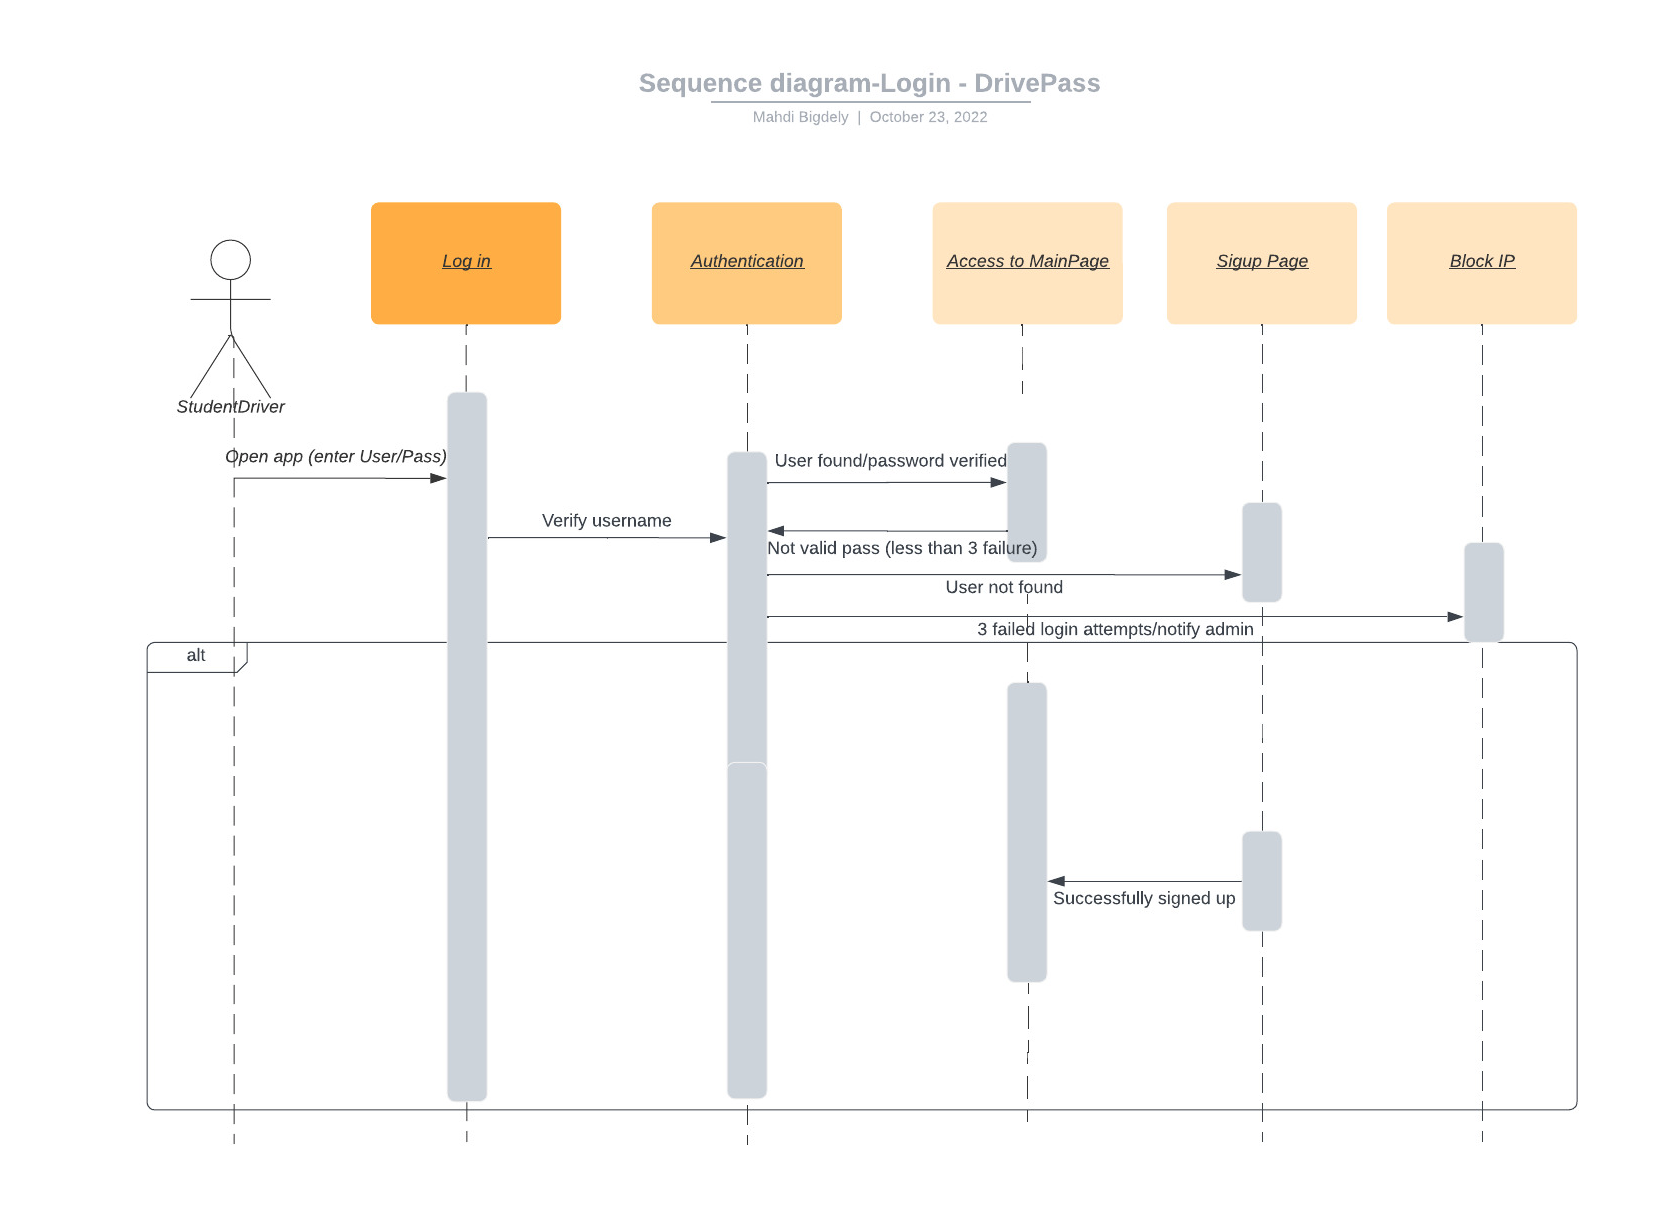 Sequence diagram-Login - DrivePass
Mahdi Bigdely | October 23, 2022
Log in
Authentication
Access to MainPage
Sigup Page
Block IP
StudentDriver
Open app (enter User/Pass)
User found/password verified
Verify username
Not valid pass (less than 3 failure)
User not found
3 failed login attempts/notify admin
alt
Successfully signed up